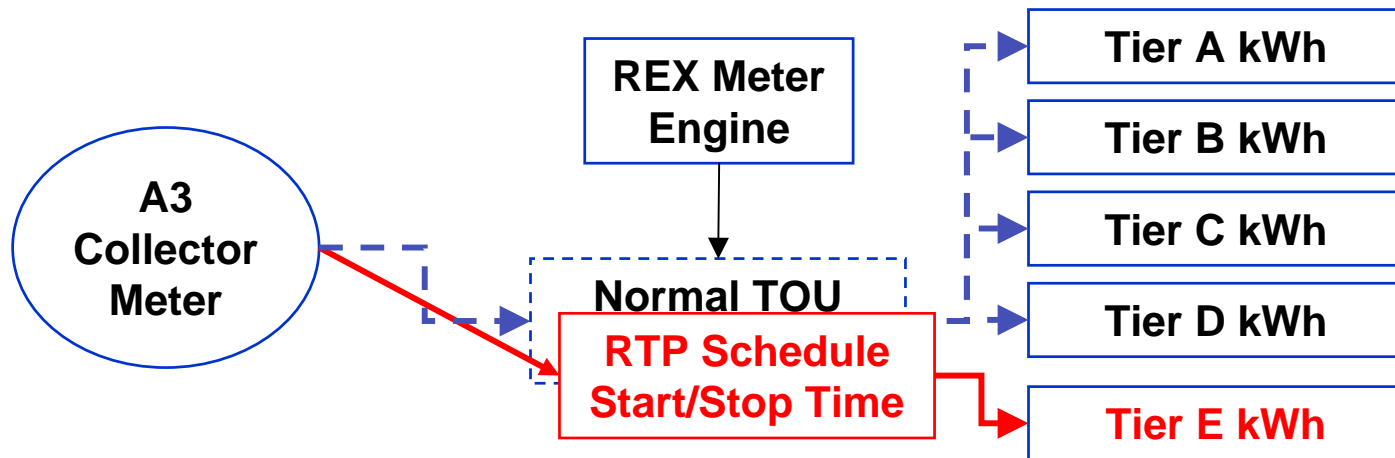 A3
Collector
Meter
REX Meter
Engine
Normal TOU
RTP Schedule
Start/Stop Time
Tier A kWh
Tier B kWh
Tier C kWh
Tier D kWh
Tier E kWh